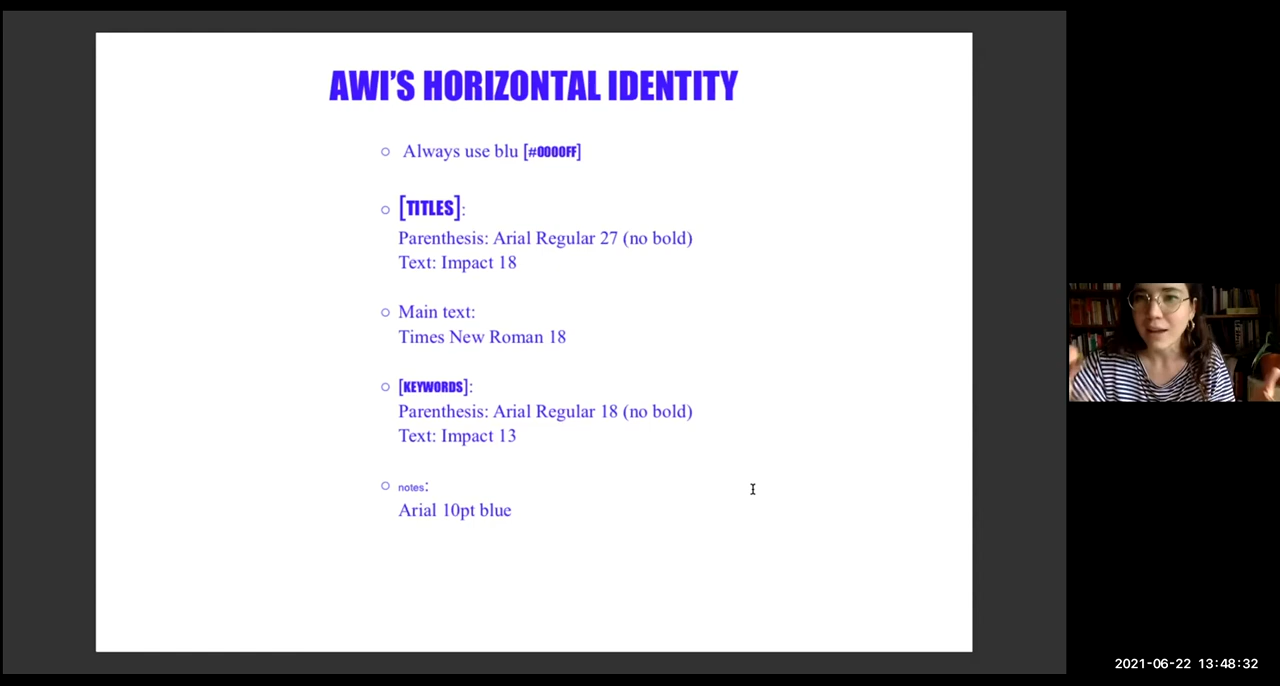 AWI'S HORIZONTAL IDENTITY
Always use blu [#0000FF]
[TITLES]:
Parenthesis: Arial Regular 27 (no bold)
Text: Impact 18
Main text:
Times New Roman 18
[KEYWORDS]:
Parenthesis: Arial Regular 18 (no bold)
Text: Impact 13
notes:
Arial 10pt blue
2021-06-22 13:48:32